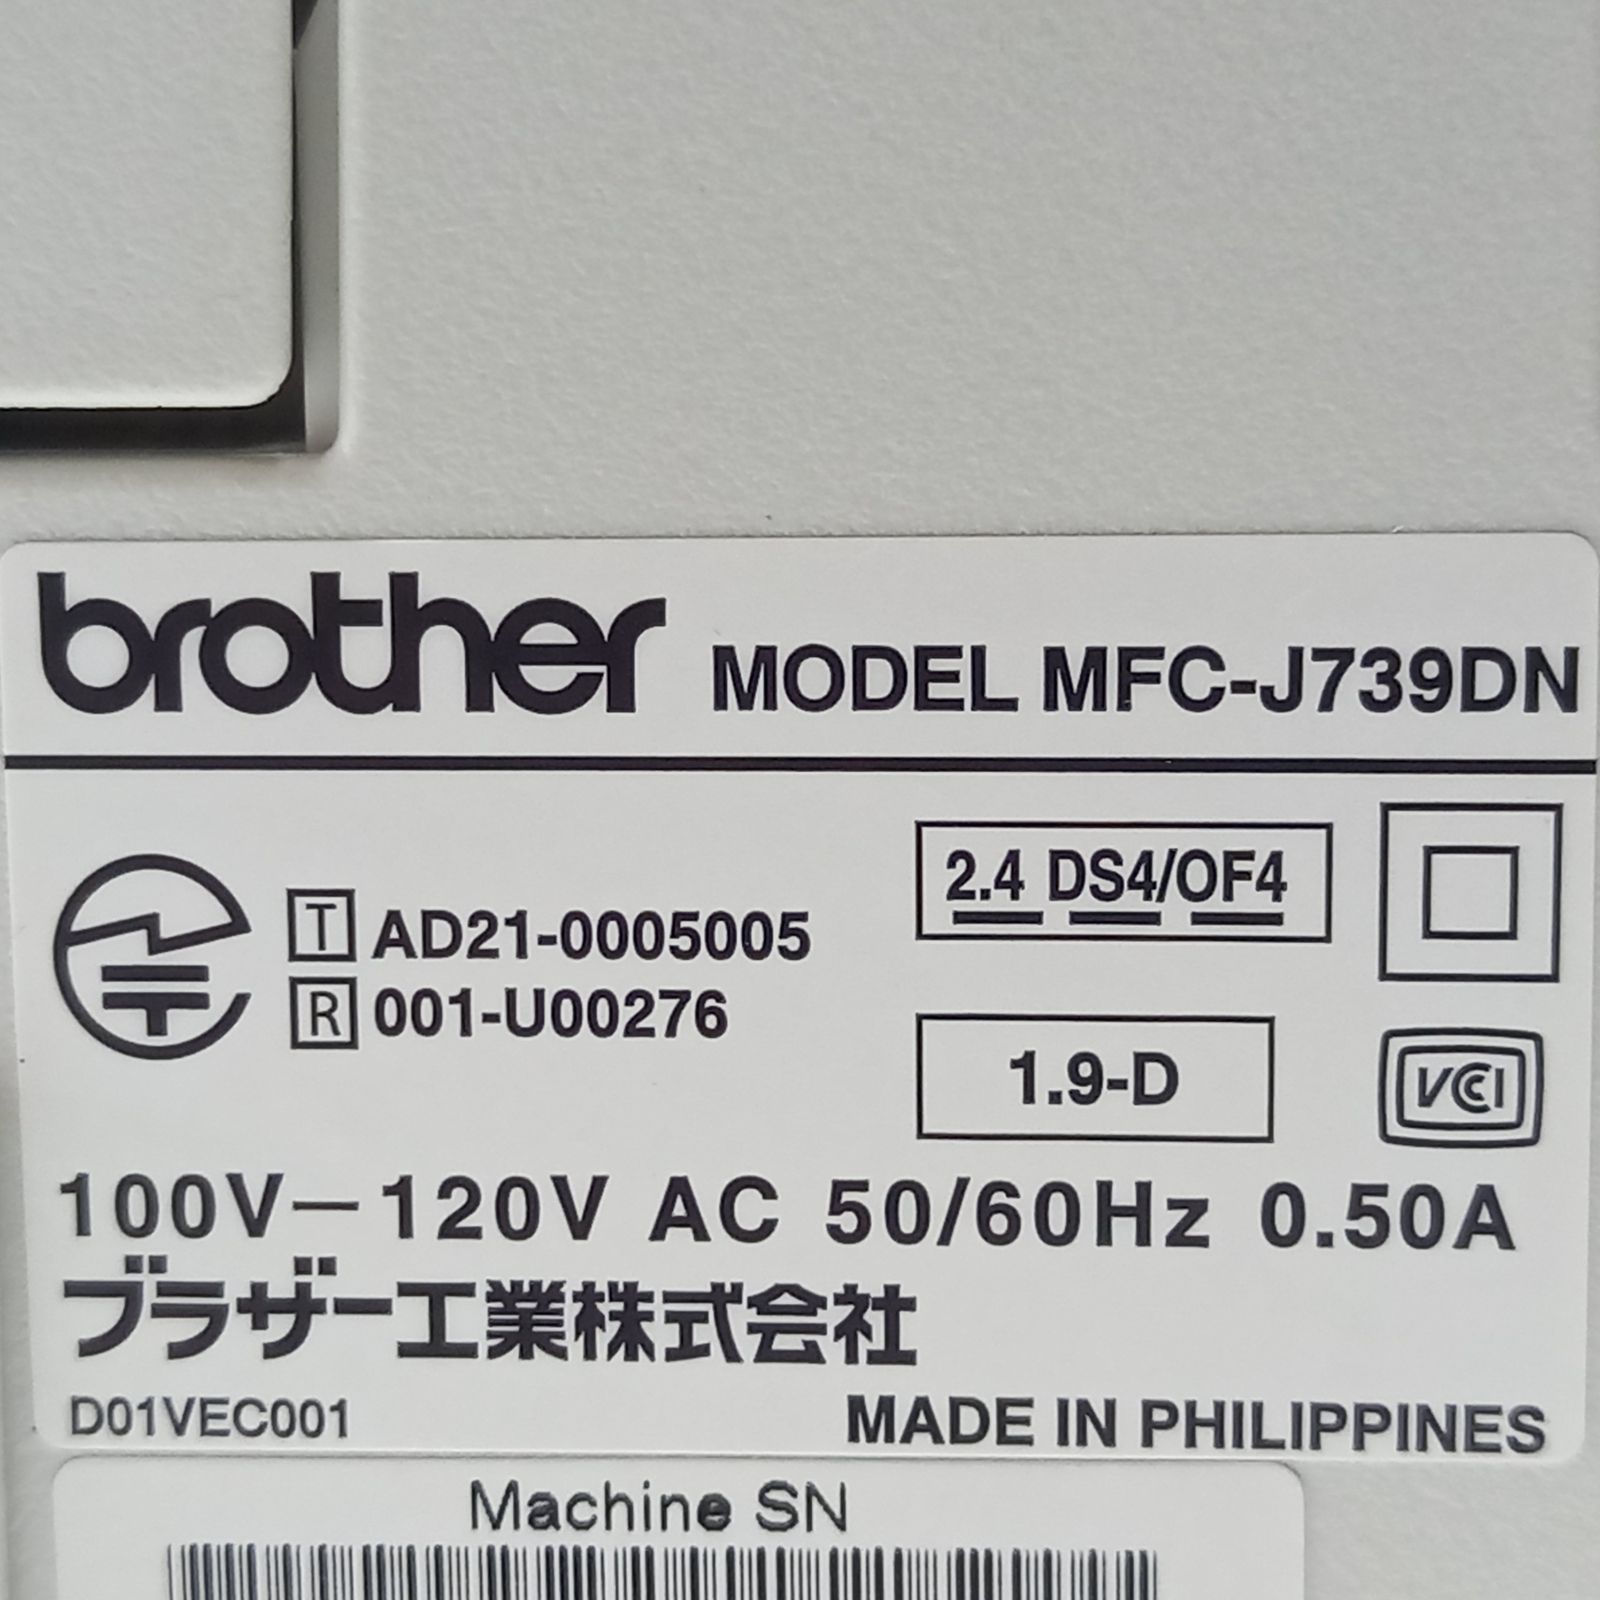 brother MODEL MFC-J739DN
T AD21-0005005
R 001-U00276
2.4 DS4/OF4
1.9-D
VCCI
100V－120V AC 50/60Hz 0.50A
ブラザー工業株式会社
D01VEC001 MADE IN PHILIPPINES
Machine SN